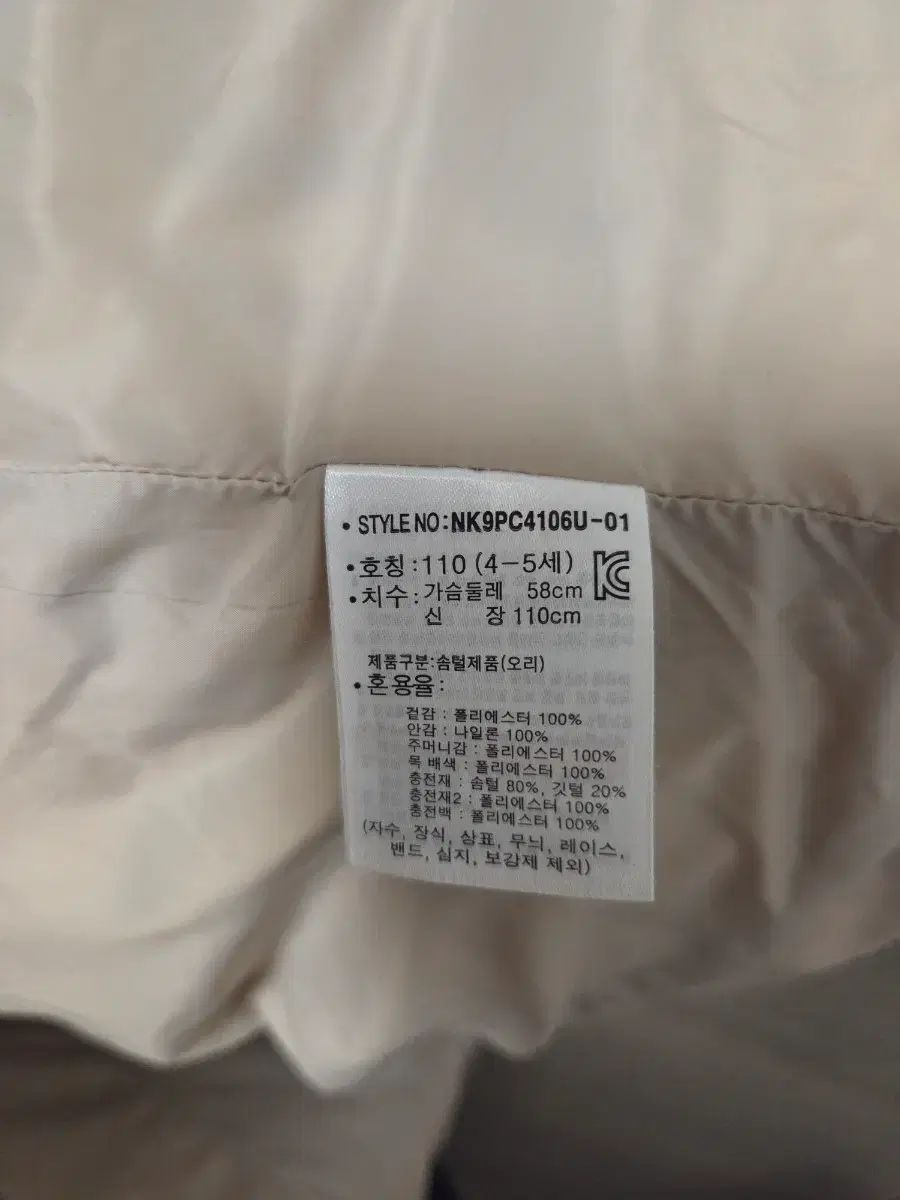 • STYLE NO : NK9PC4106U-01
• 호칭 : 110 (4-5세)
• 치수 : 가슴둘레 58cm
신 장 110cm
제품구분:솜털제품(오리)
• 혼용율 :
겉감 : 폴리에스터 100%
안감 : 나일론 100%
주머니감 : 폴리에스터 100%
목 배색 : 폴리에스터 100%
충전재 : 솜털 80%, 깃털 20%
충전재2 : 폴리에스터 100%
충전백 : 폴리에스터 100%
(자수, 장식, 상표, 무늬, 레이스,
밴드, 심지, 보강제 제외)